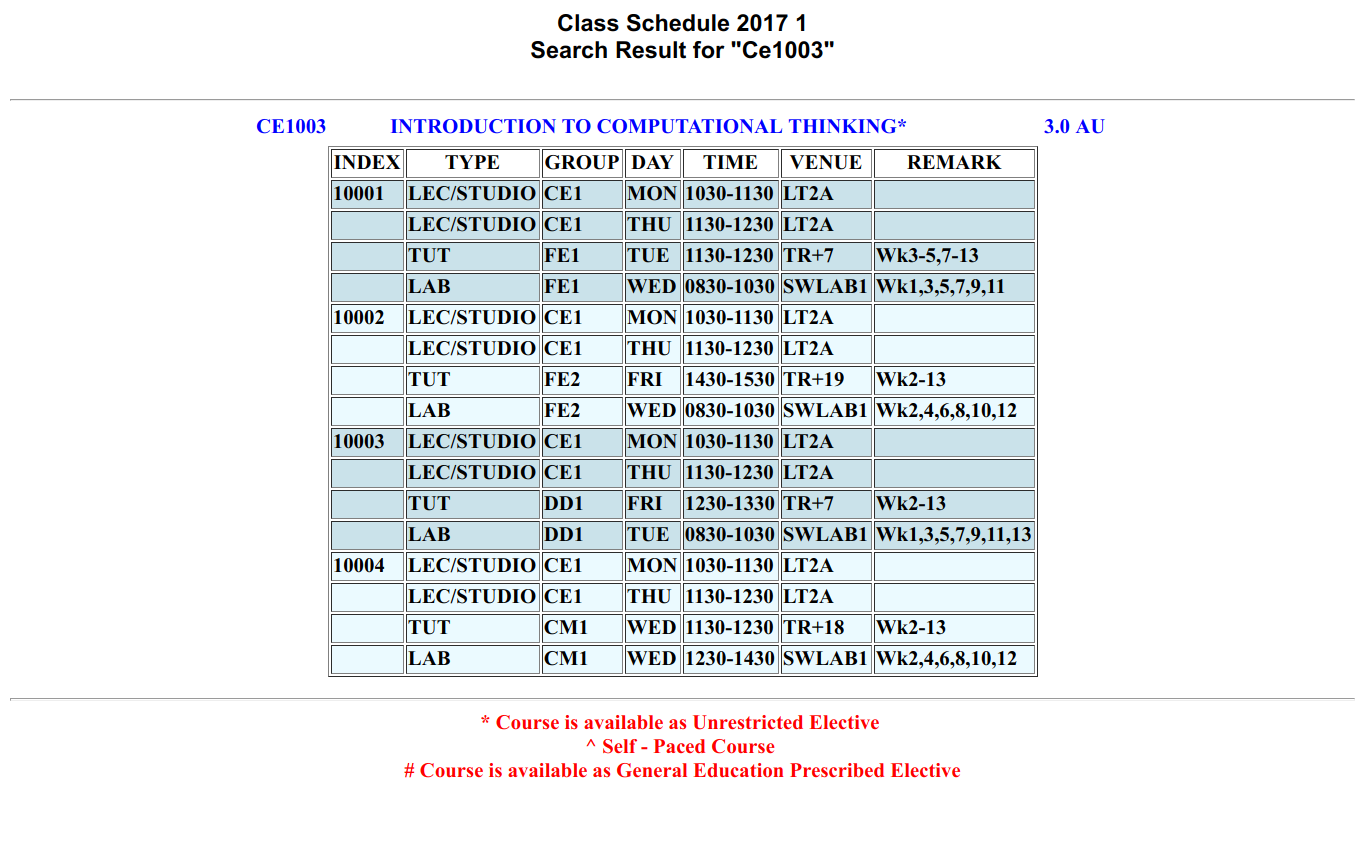 Class Schedule 2017 1
Search Result for "Ce1003"
CE1003 INTRODUCTION TO COMPUTATIONAL THINKING* 3.0 AU
INDEX TYPE GROUP DAY TIME VENUE REMARK
10001 LEC/STUDIO CE1 MON 1030-1130 LT2A
LEC/STUDIO CE1 THU 1130-1230 LT2A
TUT FE1 TUE 1130-1230 TR+7 Wk3-5,7-13
LAB FE1 WED 0830-1030 SWLAB1 Wk1,3,5,7,9,11
10002 LEC/STUDIO CE1 MON 1030-1130 LT2A
LEC/STUDIO CE1 THU 1130-1230 LT2A
TUT FE2 FRI 1430-1530 TR+19 Wk2-13
LAB FE2 WED 0830-1030 SWLAB1 Wk2,4,6,8,10,12
10003 LEC/STUDIO CE1 MON 1030-1130 LT2A
LEC/STUDIO CE1 THU 1130-1230 LT2A
TUT DD1 FRI 1230-1330 TR+7 Wk2-13
LAB DD1 TUE 0830-1030 SWLAB1 Wk1,3,5,7,9,11,13
10004 LEC/STUDIO CE1 MON 1030-1130 LT2A
LEC/STUDIO CE1 THU 1130-1230 LT2A
TUT CM1 WED 1130-1230 TR+18 Wk2-13
LAB CM1 WED 1230-1430 SWLAB1 Wk2,4,6,8,10,12
* Course is available as Unrestricted Elective
^ Self - Paced Course
# Course is available as General Education Prescribed Elective